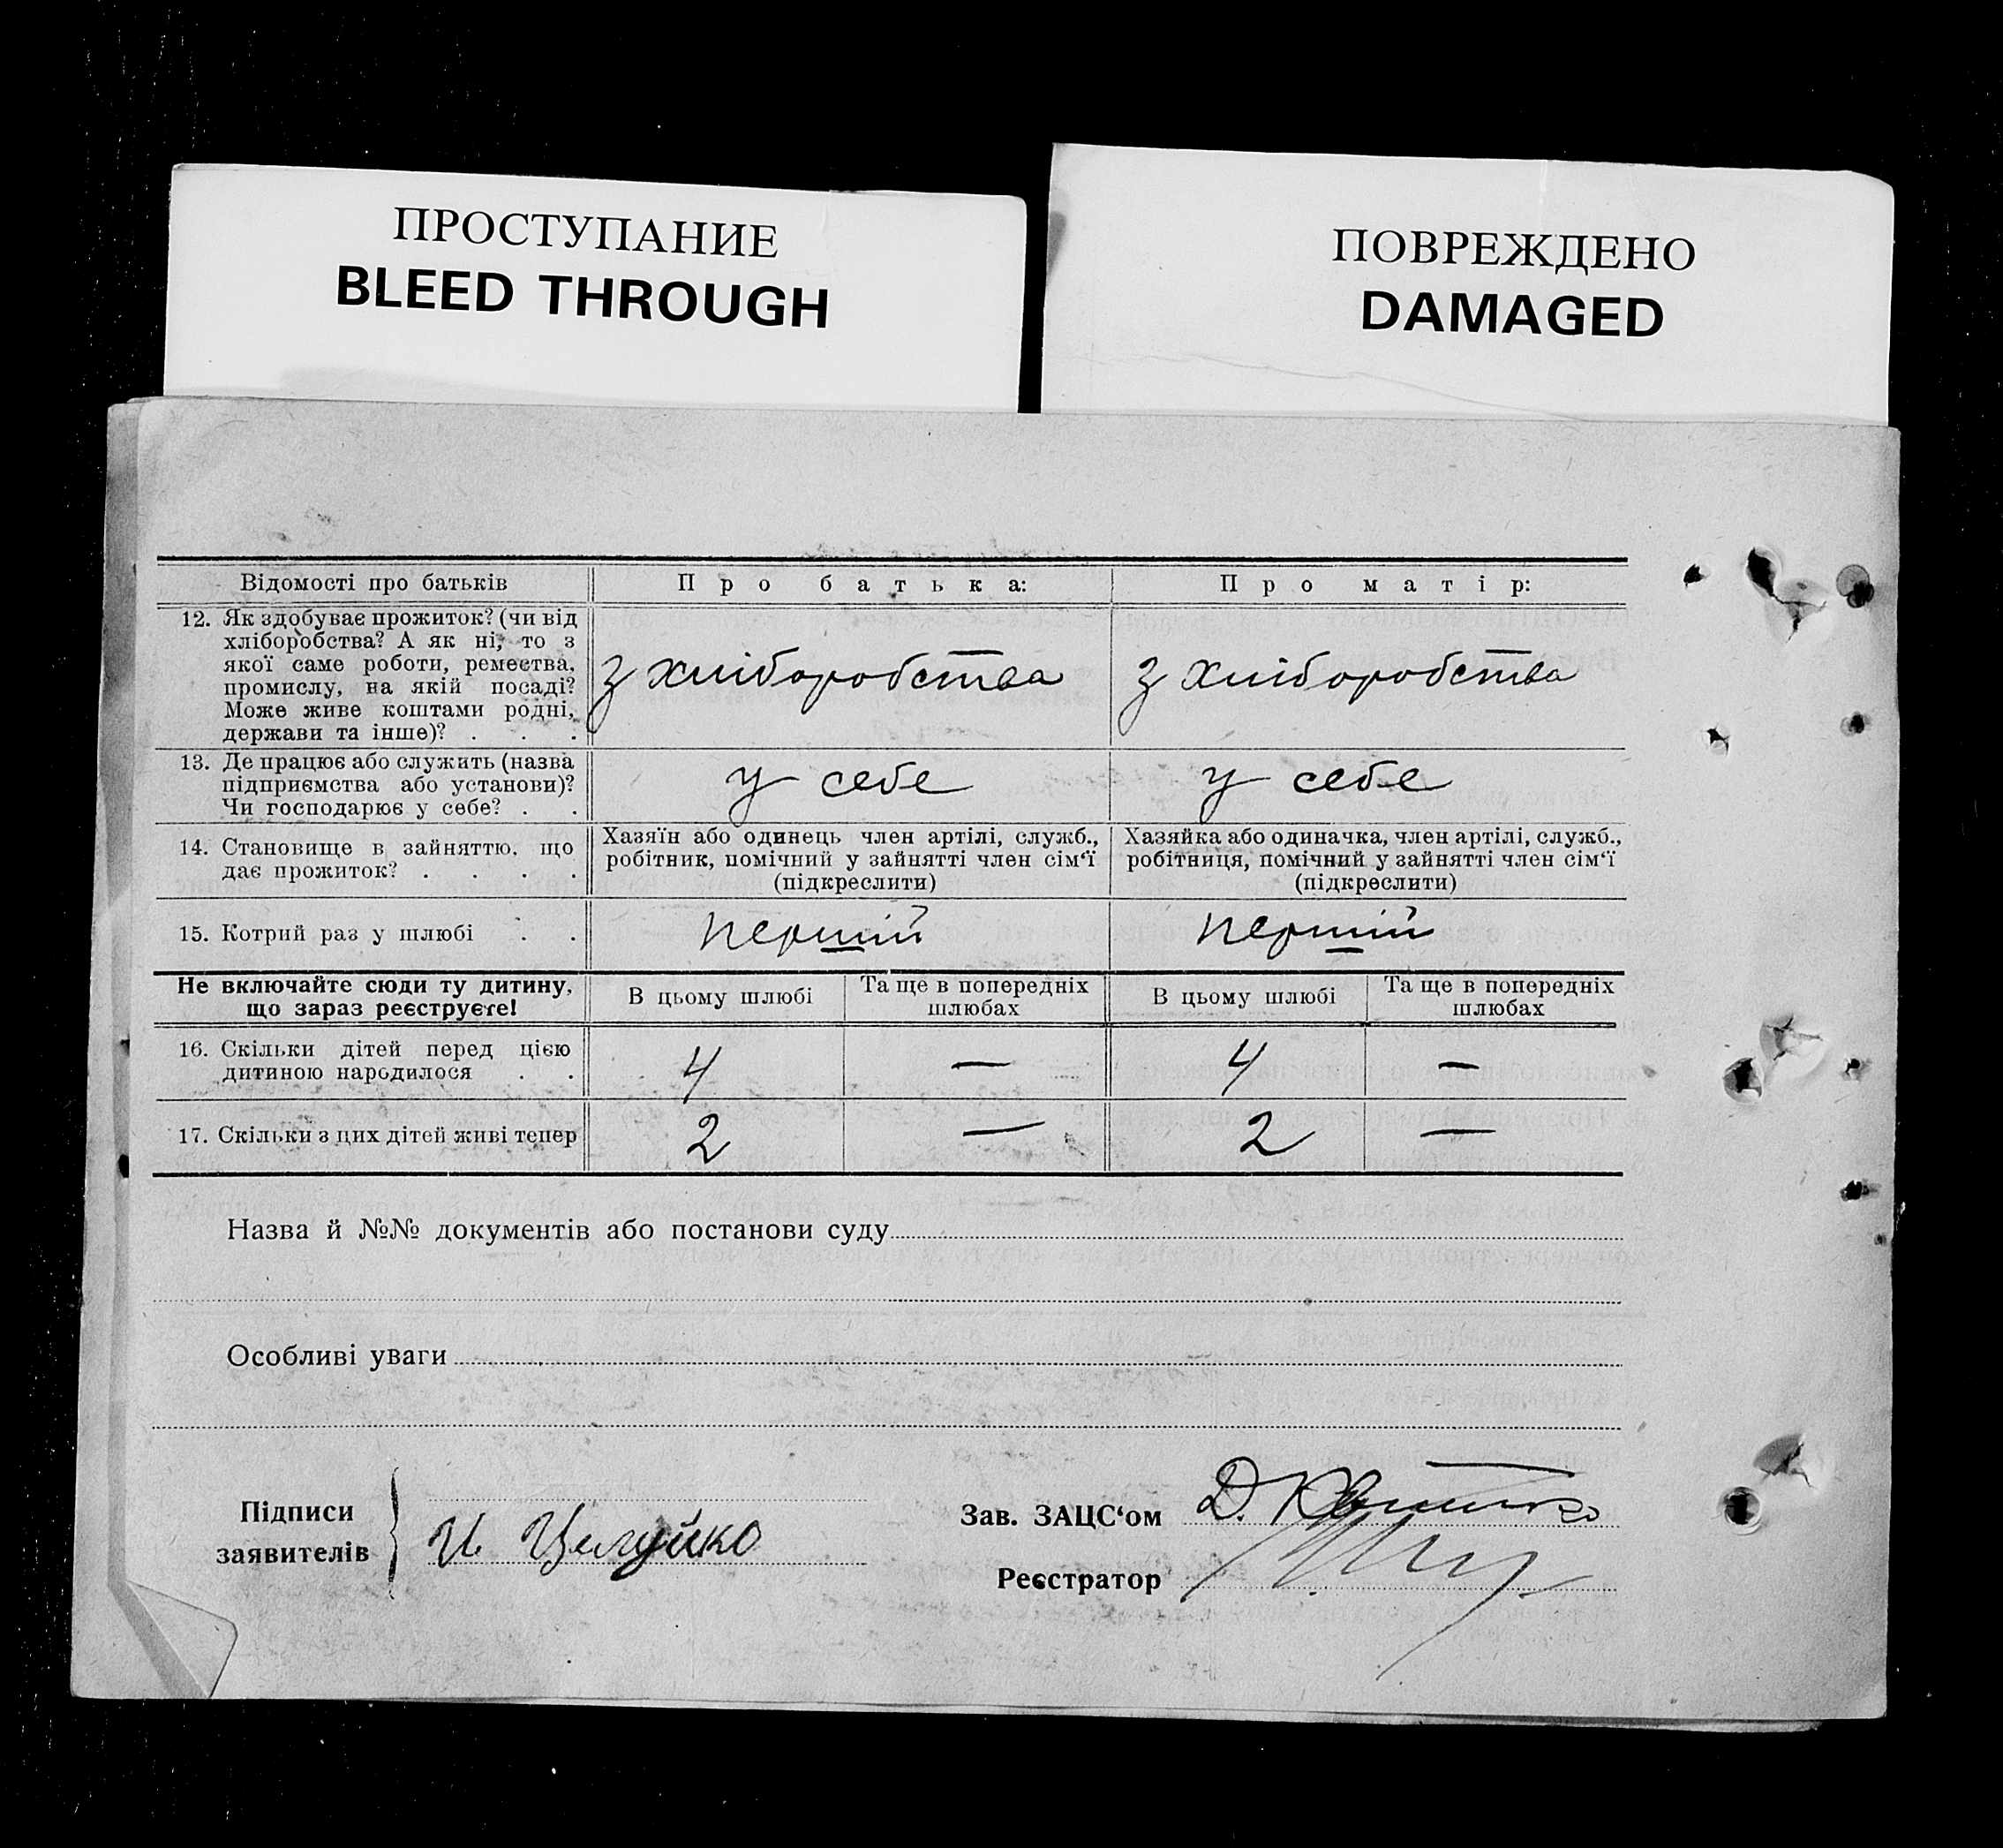 ПРОСТУПАНИЕ
BLEED THROUGH
ПОВРЕЖДЕНО
DAMAGED
Відомості про батьків
Про батька:
Про матір:
12. Як здобуває прожиток? (чи від
хліборобства? А як ні, то з
якої саме роботи, ремества,
промислу, на якій посаді?
Може живе коштами родні,
держави та інше)? . . .
з хліборобства
з хліборобства
13. Де працює або служить (назва
підприємства або установи)?
Чи господарює у себе? . .
у себе
у себе
14. Становище в зайняттю, що
дає прожиток? . . . .
Хазяїн або одинець член артілі, служб.,
робітник, помічний у зайнятті член сім‘ї
(підкреслити)
Хазяйка або одиначка, член артілі, служб.,
робітниця, помічний у зайнятті член сім‘ї
(підкреслити)
15. Котрий раз у шлюбі . .
перший
перший
Не включайте сюди ту дитину,
що зараз реєструєте!
В цьому шлюбі
Та ще в попередніх
шлюбах
В цьому шлюбі
Та ще в попередніх
шлюбах
16. Скільки дітей перед цією
дитиною народилося . .
4
—
4
—
17. Скільки з цих дітей живі тепер
2
—
2
—
Назва й №№ документів або постанови суду
Особливі уваги
Підписи
заявителів
И Цилуйко
Зав. ЗАЦС‘ом
Д.
Реєстратор